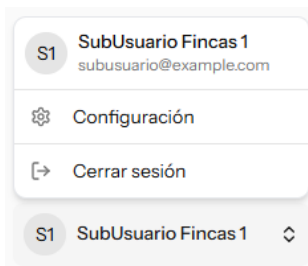 S1
SubUsuario Fincas 1
subusuario@example.com
Configuración
Cerrar sesión
S1
SubUsuario Fincas 1